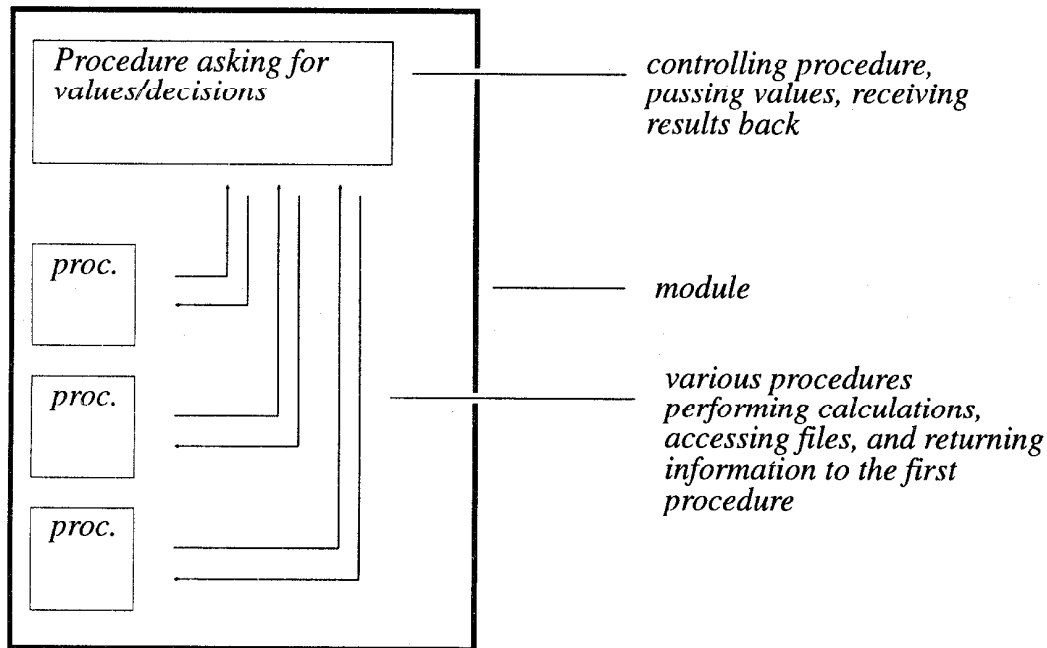 Procedure asking for
values/decisions
controlling procedure,
passing values, receiving
results back
proc.
module
proc.
various procedures
performing calculations,
accessing files, and returning
information to the first
procedure
proc.